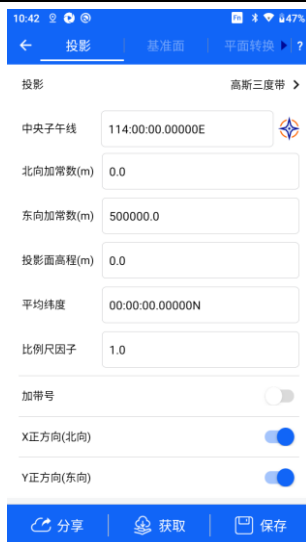 10:42 Fn 47%
投影 基准面 平面转换 ?
投影 高斯三度带
中央子午线 114:00:00.00000E
北向加常数(m) 0.0
东向加常数(m) 500000.0
投影面高程(m) 0.0
平均纬度 00:00:00.00000N
比例尺因子 1.0
加带号
X正方向(北向)
Y正方向(东向)
分享 获取 保存